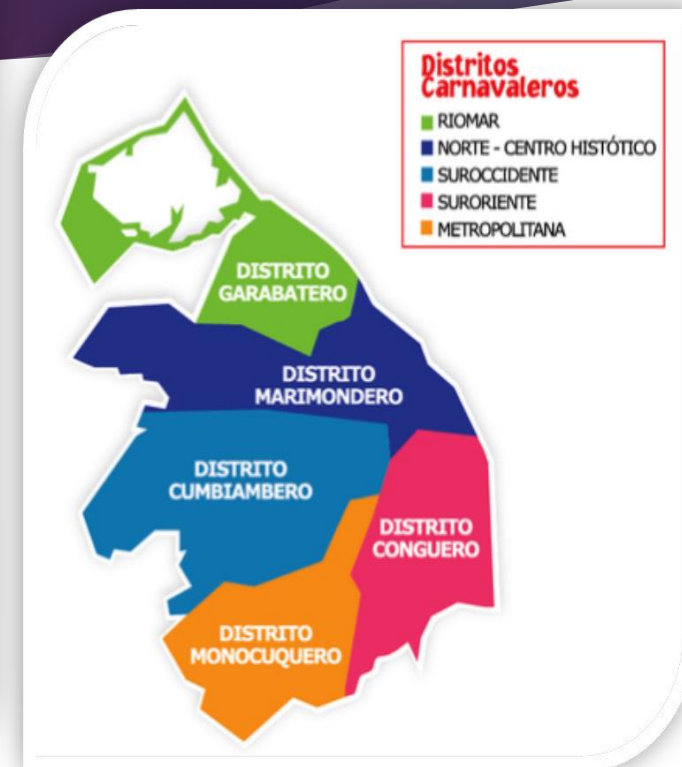 Distritos
Carnavaleros
RIOMAR
NORTE - CENTRO HISTÓTICO
SUROCCIDENTE
SURORIENTE
METROPOLITANA
DISTRITO
GARABATERO
DISTRITO
MARIMONDERO
DISTRITO
CUMBIAMBERO
DISTRITO
CONGUERO
DISTRITO
MONOCUQUERO